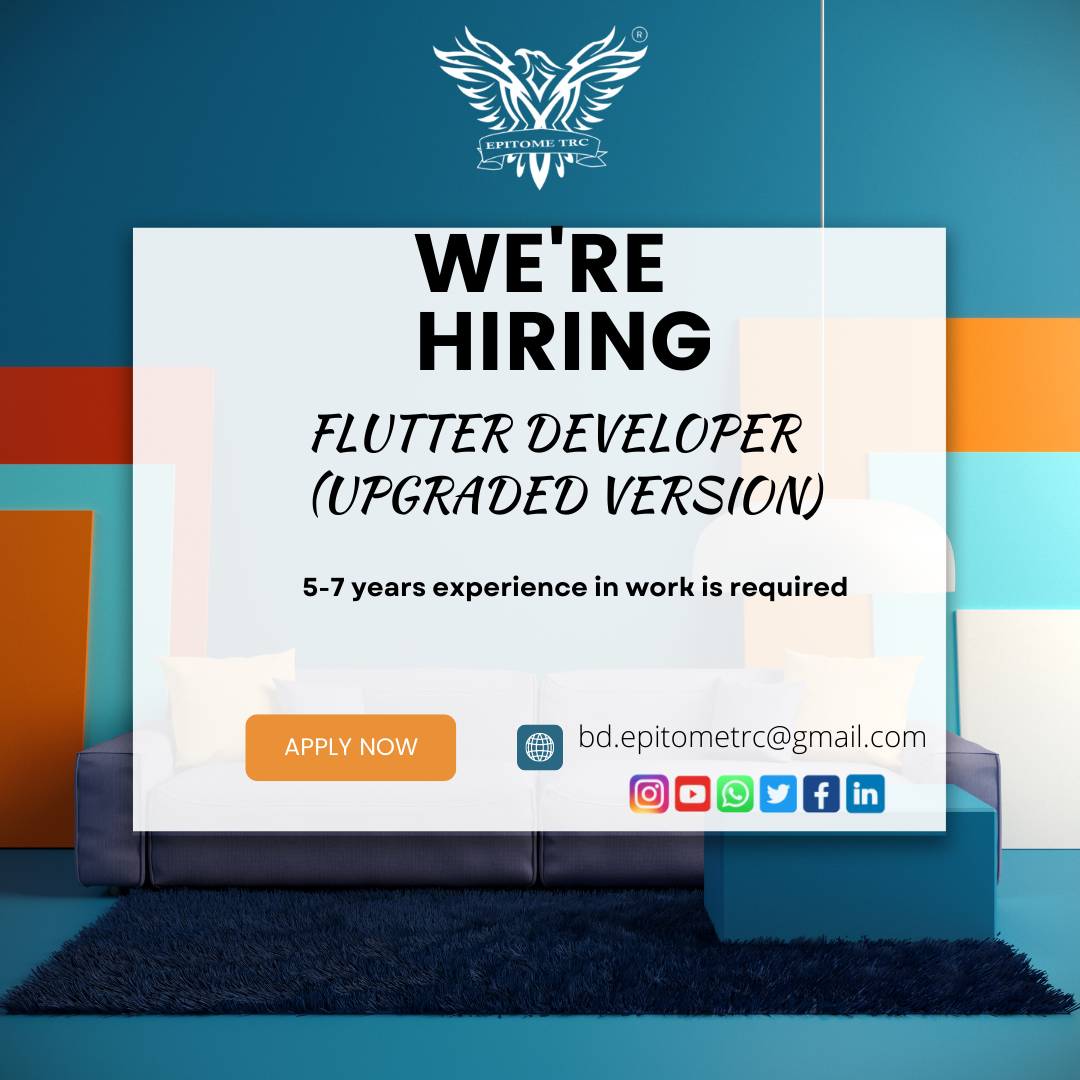 ®
EPITOME TRC
WE'RE
HIRING
FLUTTER DEVELOPER
(UPGRADED VERSION)
5-7 years experience in work is required
APPLY NOW
bd.epitometrc@gmail.com